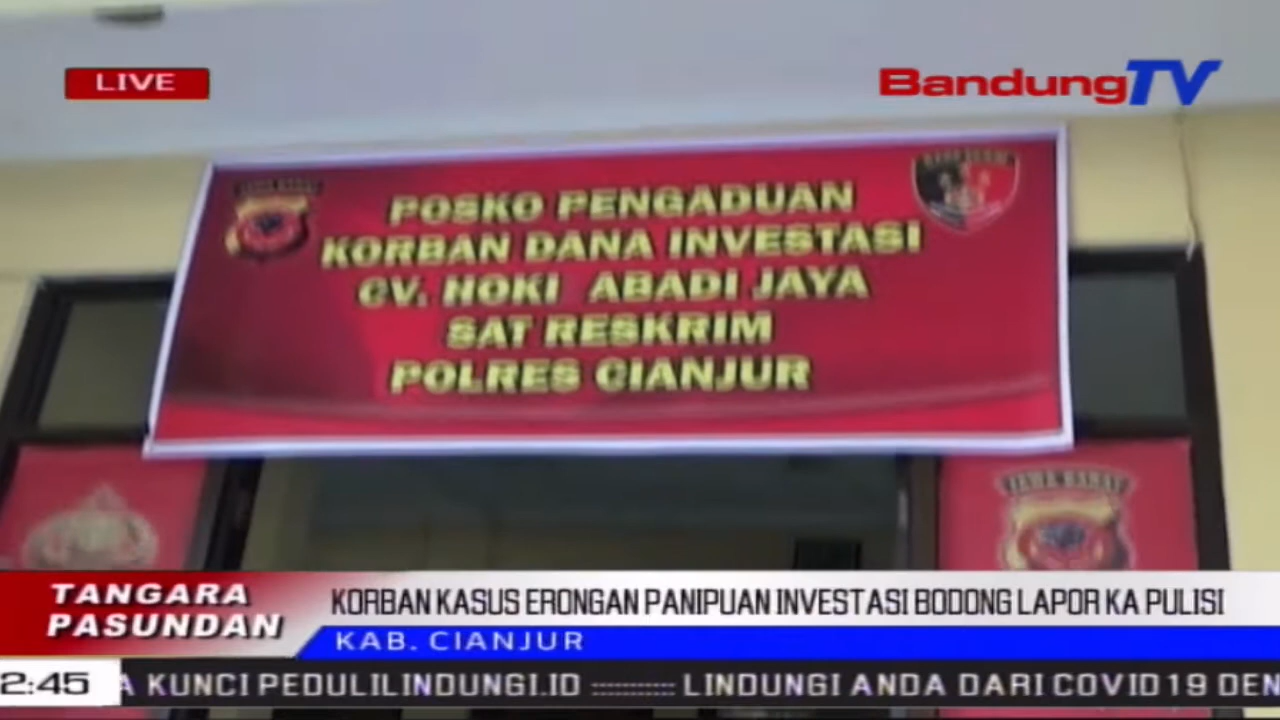 LIVE
BandungTV
POSKO PENGADUAN
KORBAN DANA INVESTASI
CV. HOKI ABADI JAYA
SAT RESKRIM
POLRES CIANJUR
JAWA BARAT
TANGARA
PASUNDAN
KORBAN KASUS ERONGAN PANIPUAN INVESTASI BODONG LAPOR KA PULISI
KAB. CIANJUR
2:45
A KUNCI PEDULILINDUNGI.ID :::::::::: LINDUNGI ANDA DARI:COVID19 DEN